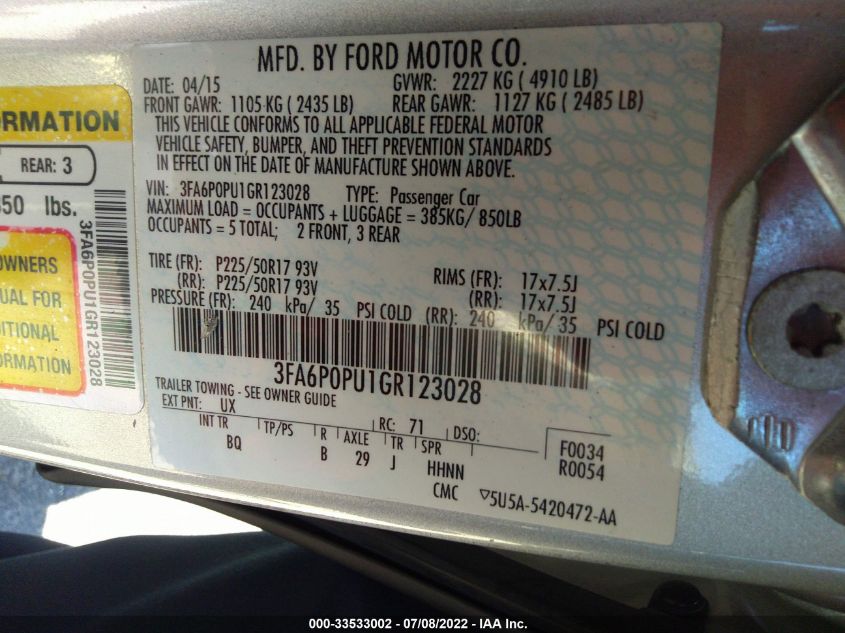 MFD. BY FORD MOTOR CO.
DATE: 04/15 GVWR: 2227 KG ( 4910 LB)
FRONT GAWR: 1105 KG ( 2435 LB) REAR GAWR: 1127 KG ( 2485 LB)
THIS VEHICLE CONFORMS TO ALL APPLICABLE FEDERAL MOTOR
VEHICLE SAFETY, BUMPER, AND THEFT PREVENTION STANDARDS
IN EFFECT ON THE DATE OF MANUFACTURE SHOWN ABOVE.
VIN: 3FA6P0PU1GR123028 TYPE: Passenger Car
MAXIMUM LOAD = OCCUPANTS + LUGGAGE = 385KG/ 850LB
OCCUPANTS = 5 TOTAL; 2 FRONT, 3 REAR
TIRE (FR): P225/50R17 93V RIMS (FR): 17x7.5J
(RR): P225/50R17 93V (RR): 17x7.5J
PRESSURE (FR): 240 kPa/ 35 PSI COLD (RR): 240 kPa/ 35 PSI COLD
3FA6P0PU1GR123028
TRAILER TOWING - SEE OWNER GUIDE
EXT PNT: UX RC: 71 DSO:
INT TR TP/PS R AXLE TR SPR F0034
BQ B 29 J HHNN R0054
CMC ▽5U5A-5420472-AA
ORMATION
REAR: 3
50 lbs.
3FA6P0PU1GR123028
OWNERS
UAL FOR
DITIONAL
ORMATION
000-33533002 - 07/08/2022 - IAA Inc.